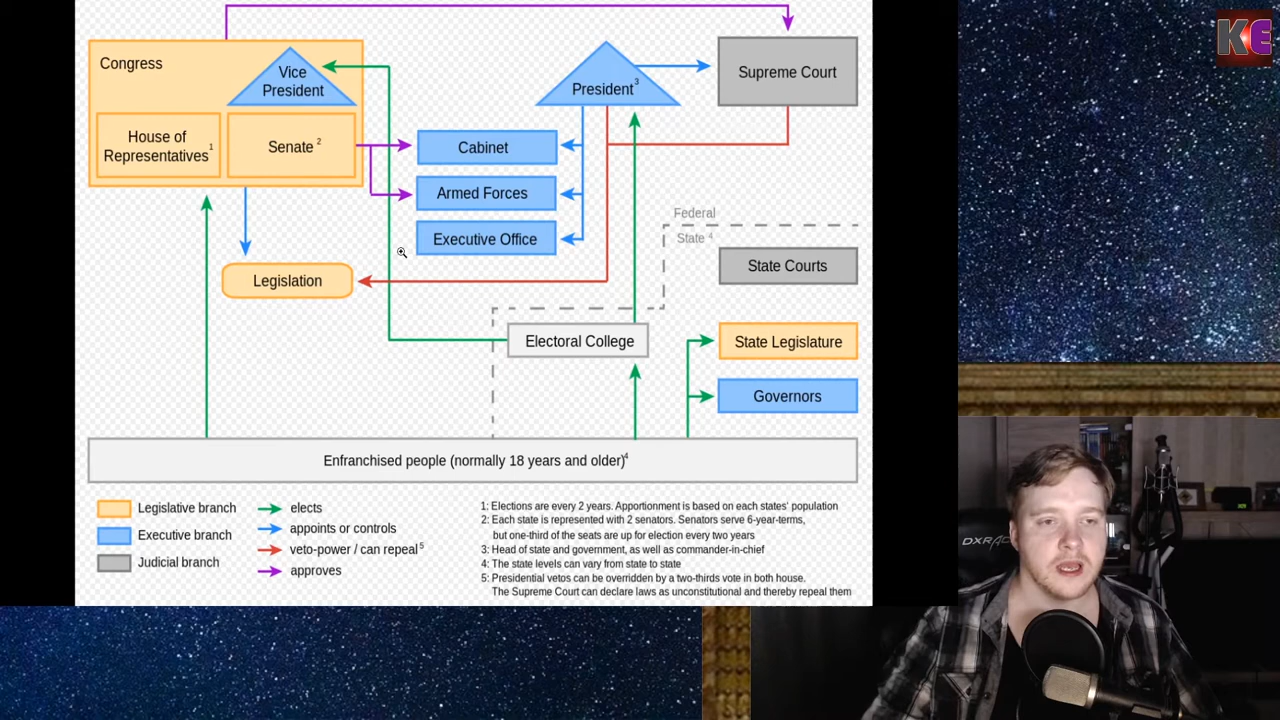 KE
Congress
Vice
President
House of
Representatives1
Senate 2
President3
Supreme Court
Cabinet
Armed Forces
Executive Office
Federal
State 4
State Courts
Legislation
Electoral College
State Legislature
Governors
Enfranchised people (normally 18 years and older)4
Legislative branch
Executive branch
Judicial branch
elects
appoints or controls
veto-power / can repeal 5
approves
1: Elections are every 2 years. Apportionment is based on each states' population
2: Each state is represented with 2 senators. Senators serve 6-year-terms,
but one-third of the seats are up for election every two years
3: Head of state and government, as well as commander-in-chief
4: The state levels can vary from state to state
5: Presidential vetos can be overridden by a two-thirds vote in both house.
The Supreme Court can declare laws as unconstitutional and thereby repeal them